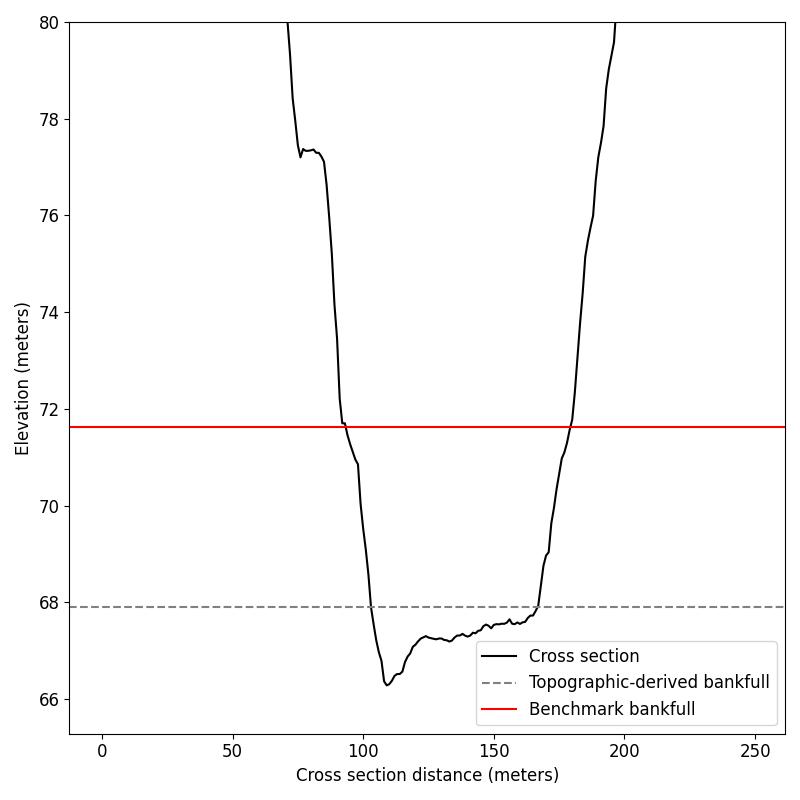 80
78
76
74
72
70
68
66
Elevation (meters)
Cross section
Topographic-derived bankfull
Benchmark bankfull
0 50 100 150 200 250
Cross section distance (meters)